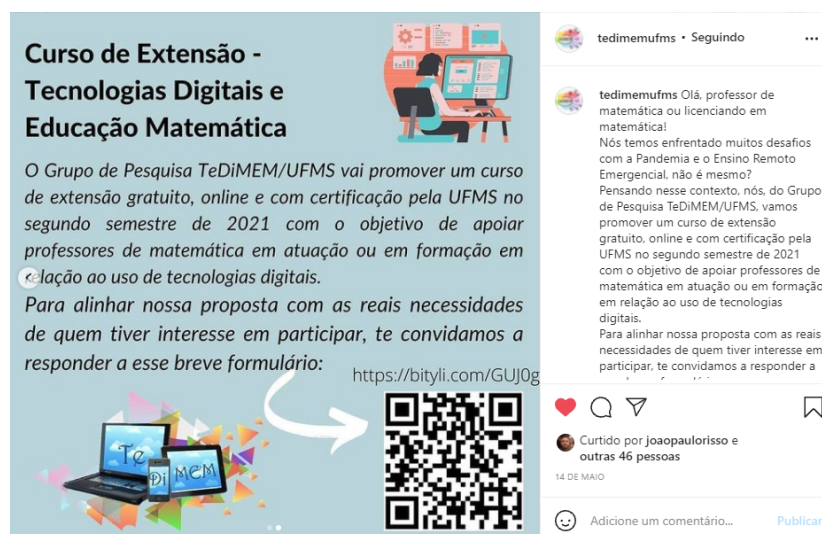 Curso de Extensão -
Tecnologias Digitais e
Educação Matemática
O Grupo de Pesquisa TeDiMEM/UFMS vai promover um curso
de extensão gratuito, online e com certificação pela UFMS no
segundo semestre de 2021 com o objetivo de apoiar
professores de matemática em atuação ou em formação em
relação ao uso de tecnologias digitais.
Para alinhar nossa proposta com as reais necessidades
de quem tiver interesse em participar, te convidamos a
responder a esse breve formulário:
https://bityli.com/GUJ0g
Te
Di
MEM
tedimemufms • Seguindo
tedimemufms Olá, professor de
matemática ou licenciando em
matemática!
Nós temos enfrentado muitos desafios
com a Pandemia e o Ensino Remoto
Emergencial, não é mesmo?
Pensando nesse contexto, nós, do Grupo
de Pesquisa TeDiMEM/UFMS, vamos
promover um curso de extensão
gratuito, online e com certificação pela
UFMS no segundo semestre de 2021
com o objetivo de apoiar professores de
matemática em atuação ou em formação
em relação ao uso de tecnologias
digitais.
Para alinhar nossa proposta com as reais
necessidades de quem tiver interesse em
participar, te convidamos a responder a
Curtido por joaopaulorisso e
outras 46 pessoas
14 DE MAIO
Adicione um comentário... Publicar